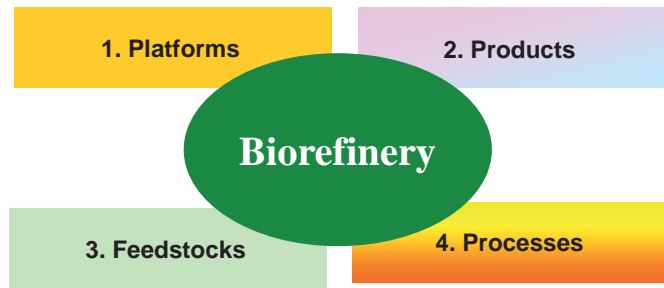 1. Platforms
2. Products
Biorefinery
3. Feedstocks
4. Processes